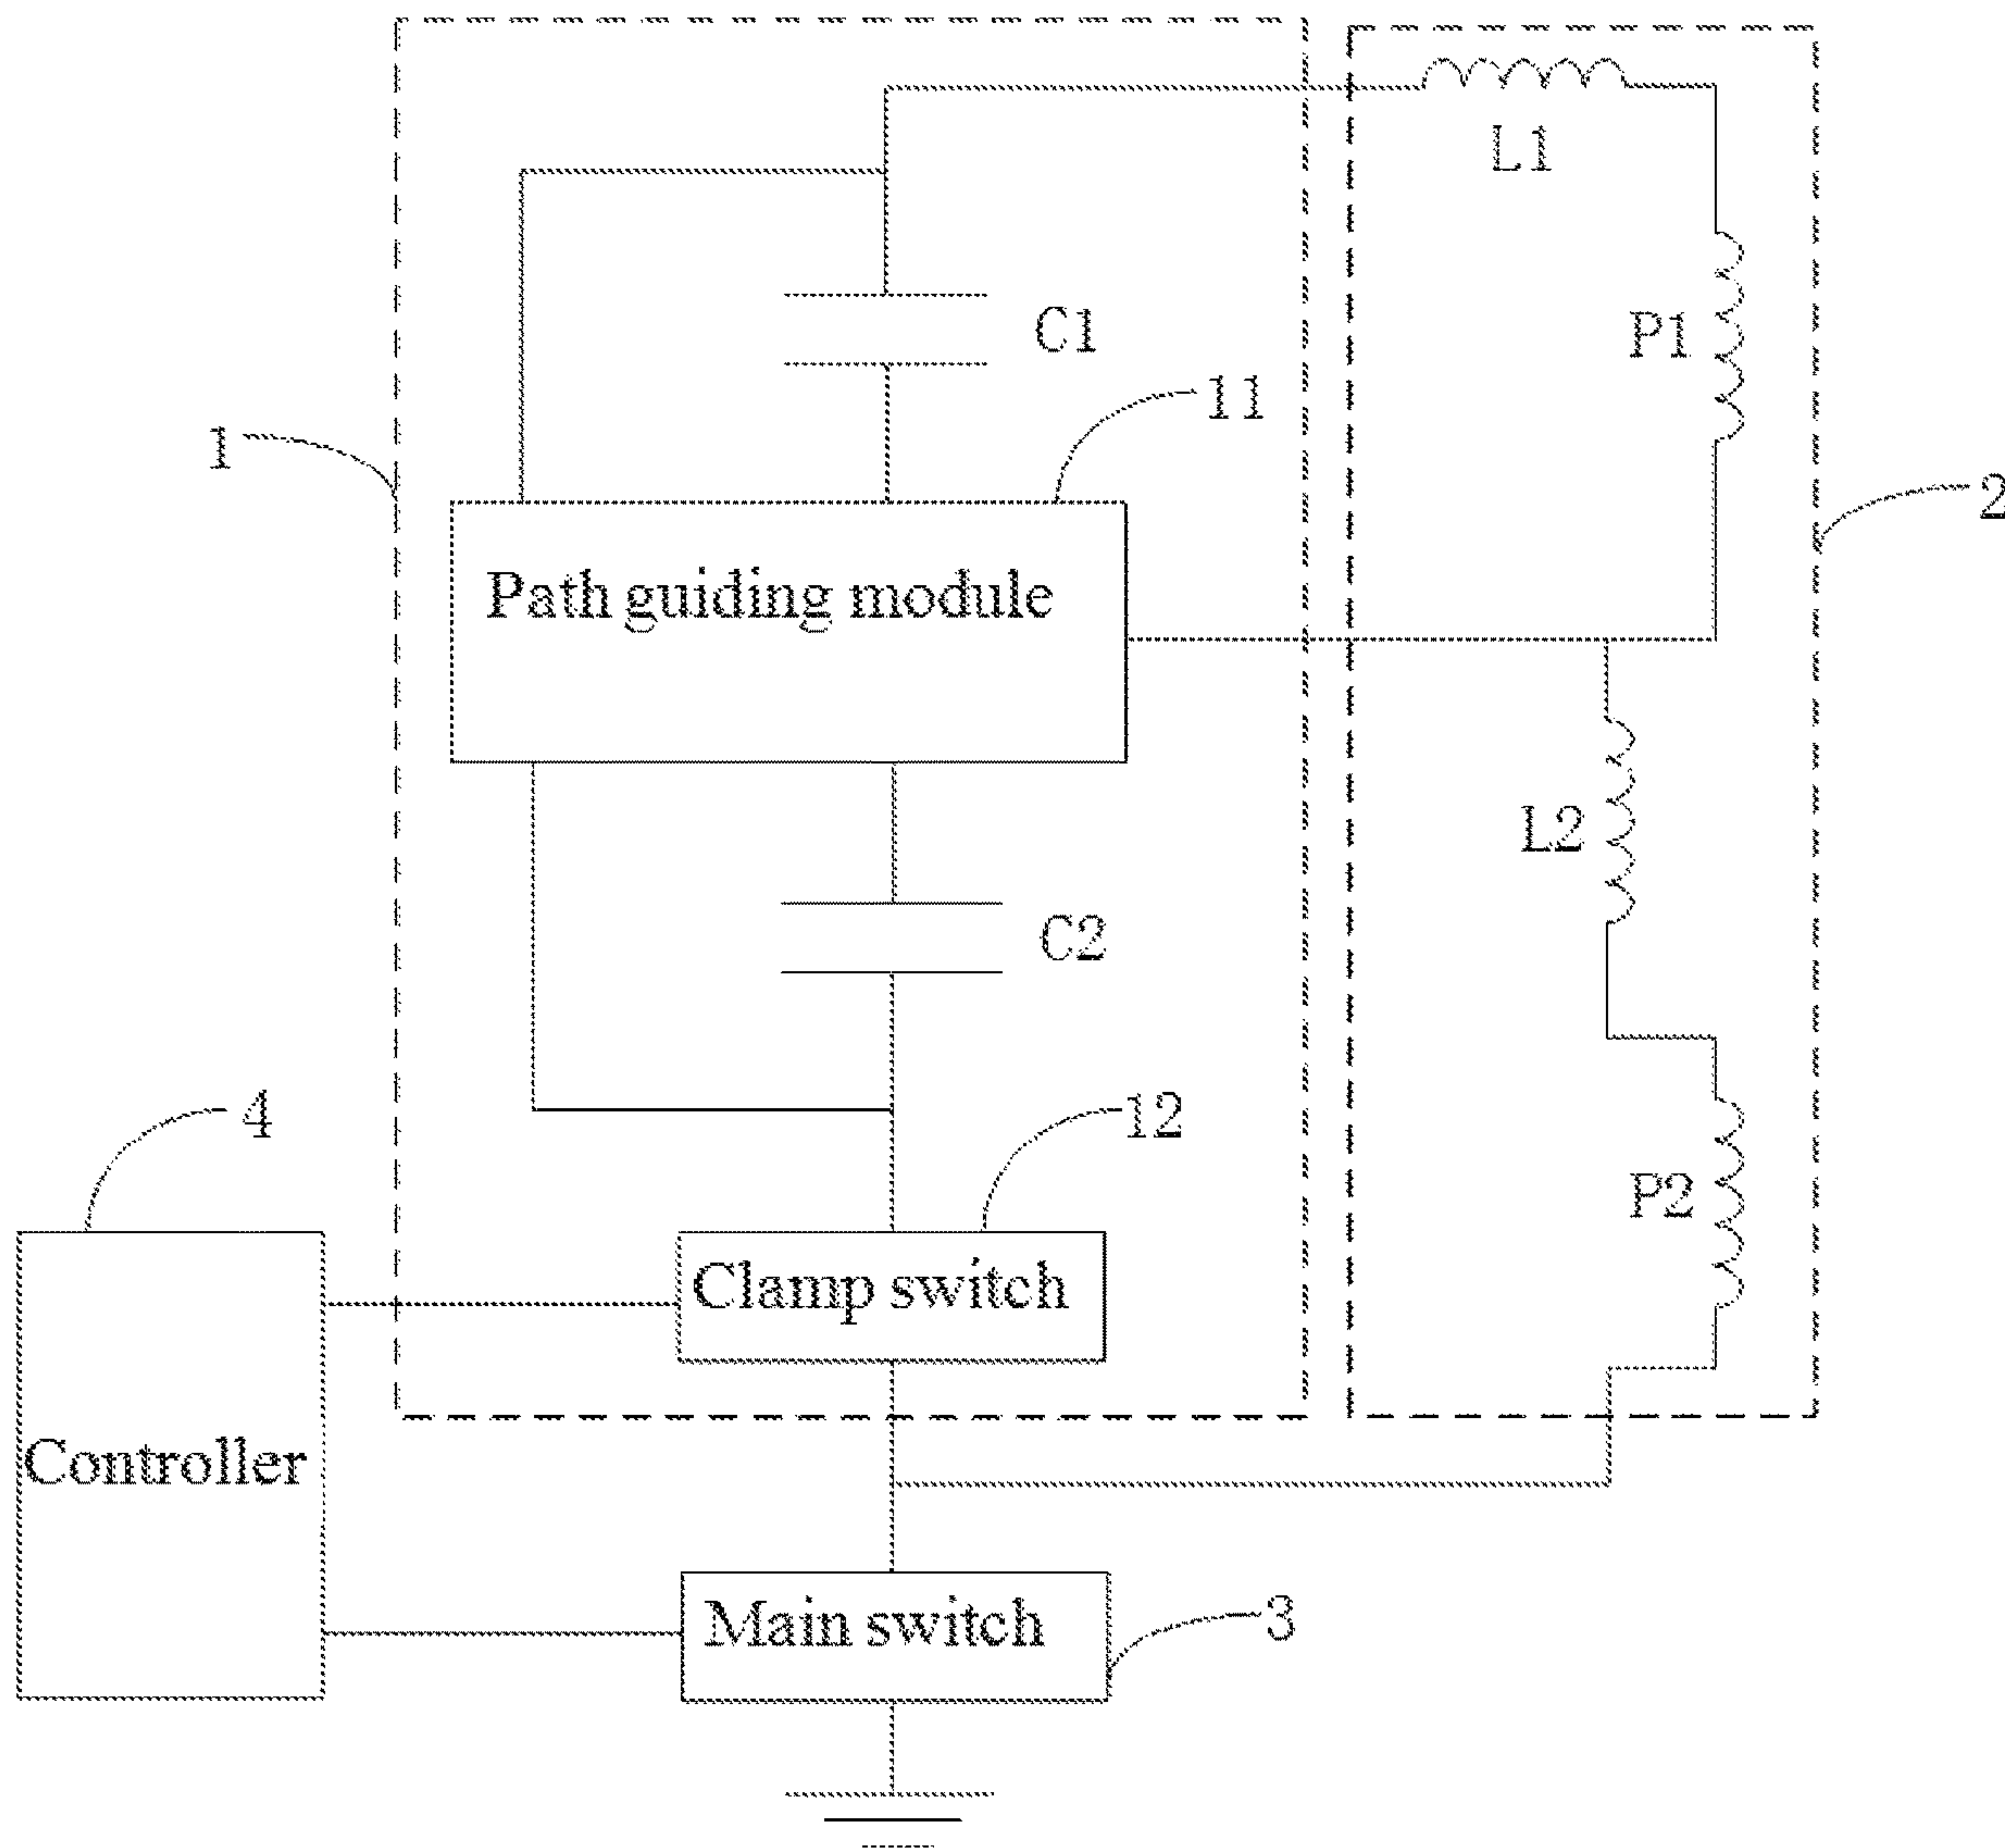 L1
C1
P1
11
1
2
Path guiding module
L2
C2
4
12
P2
Clamp switch
Controller
Main switch
3